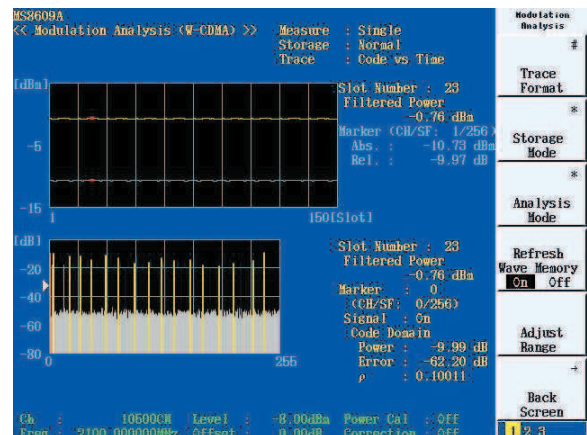 MS8609A
<< Modulation Analysis (W-CDMA) >>
Measure : Single
Storage : Normal
Trace : Code vs Time
[dBm]
-5
-15
1
150[Slot]
Slot Number : 23
Filtered Power
-0.76 dBm
Marker (CH/SF: 1/256)
Abs. : -10.73 dBm
Rel. : -9.97 dB
[dB]
-20
-40
-60
-80
0
255
Slot Number : 23
Filtered Power
-0.76 dBm
Marker : 0
(CH/SF: 0/256)
Signal : On
Code Domain
Power : -9.99 dB
Error : -62.20 dB
ρ : 0.10011
Ch : 10500CH Level : -8.00dBm Power Cal : Off
Freq : 2100.000000MHz Offset : 0.00dB Correction : Off
Modulation
Analysis
#
Trace
Format
*
Storage
Mode
*
Analysis
Mode
Refresh
Wave Memory
On Off
Adjust
Range
→
Back
Screen
1 2 3